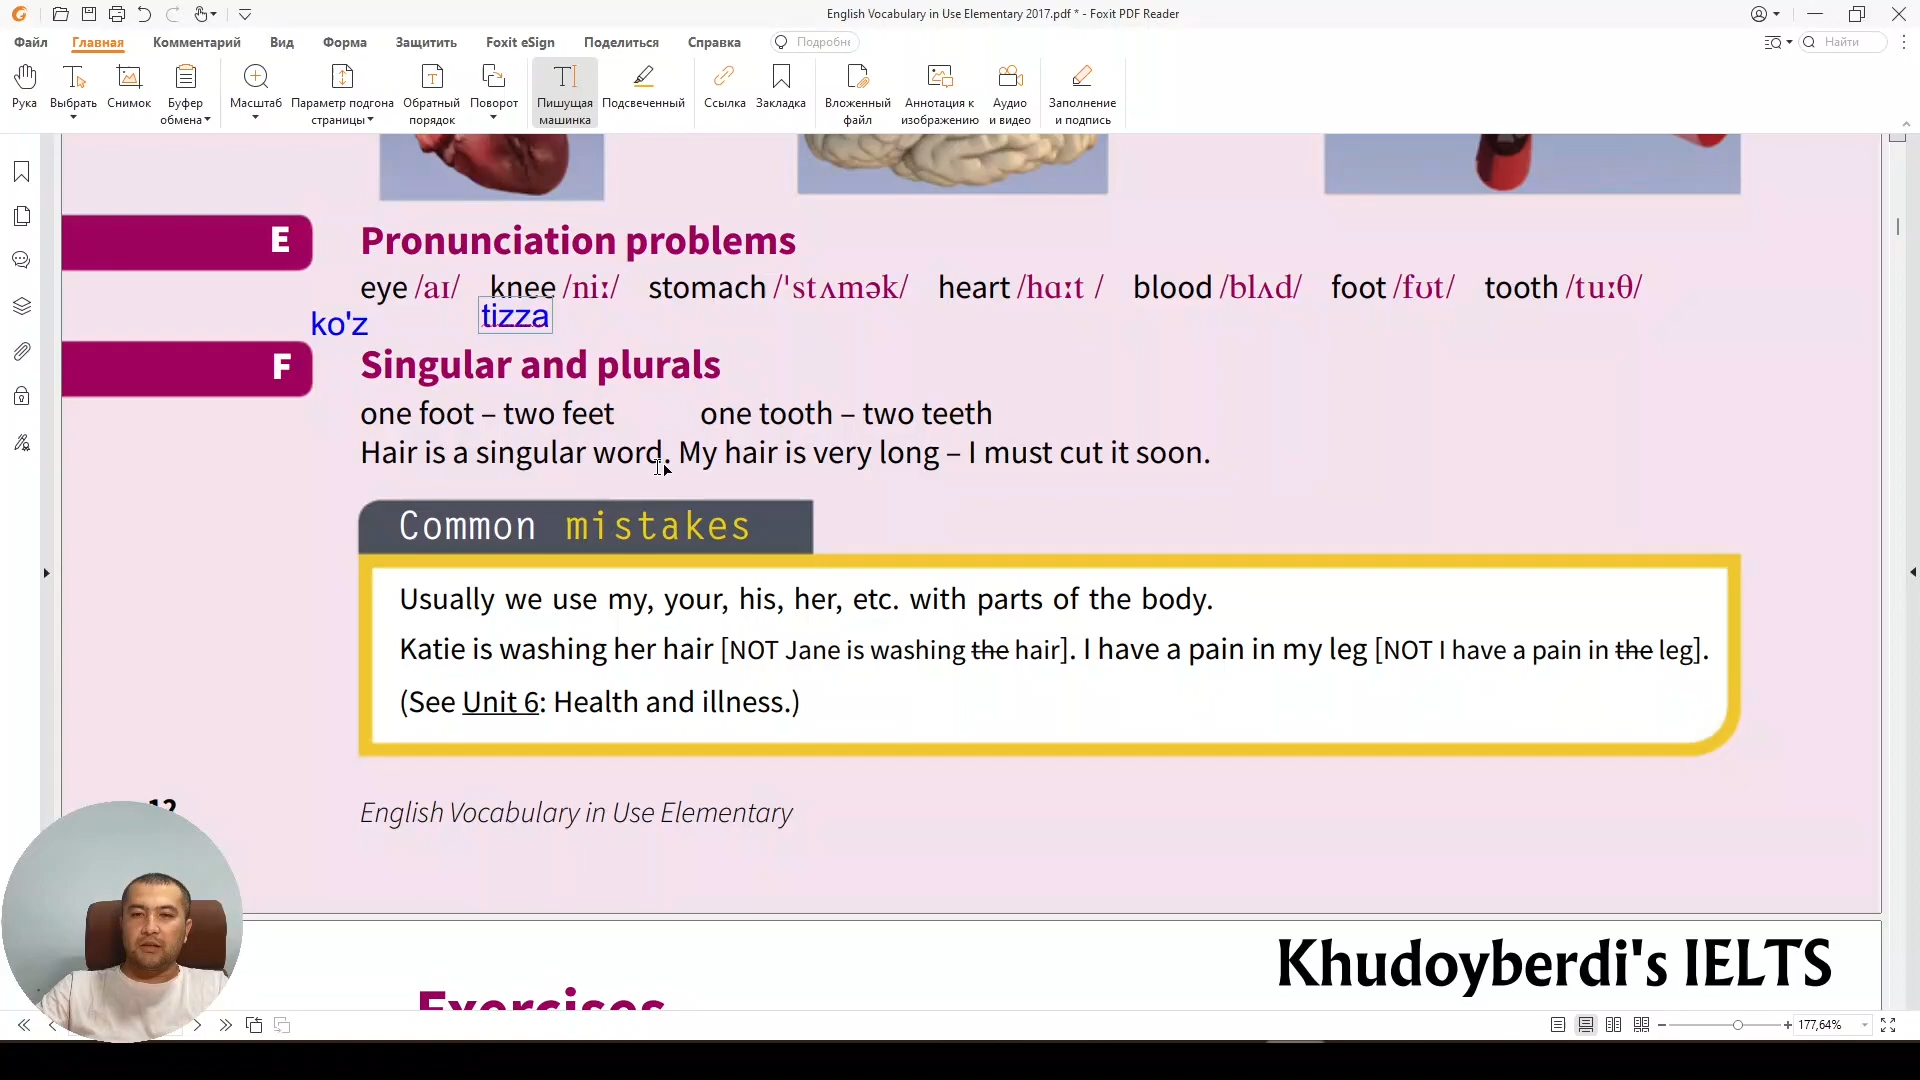 English Vocabulary in Use Elementary 2017.pdf * - Foxit PDF Reader
Файл Главная Комментарий Вид Форма Защитить Foxit eSign Поделиться Справка Подробне Найти
Рука Выбрать Снимок Буфер обмена Масштаб Параметр подгона страницы Обратный порядок Поворот Пишущая машинка Подсвеченный Ссылка Закладка Вложенный файл Аннотация к изображению Аудио и видео Заполнение и подпись
E Pronunciation problems
eye /aɪ/ knee /niː/ stomach /ˈstʌmək/ heart /hɑːt / blood /blʌd/ foot /fʊt/ tooth /tuːθ/
ko'z tizza
F Singular and plurals
one foot – two feet one tooth – two teeth
Hair is a singular word. My hair is very long – I must cut it soon.
Common mistakes
Usually we use my, your, his, her, etc. with parts of the body.
Katie is washing her hair [NOT Jane is washing the hair]. I have a pain in my leg [NOT I have a pain in the leg].
(See Unit 6: Health and illness.)
12 English Vocabulary in Use Elementary
Khudoyberdi's IELTS
Exercises
177,64%